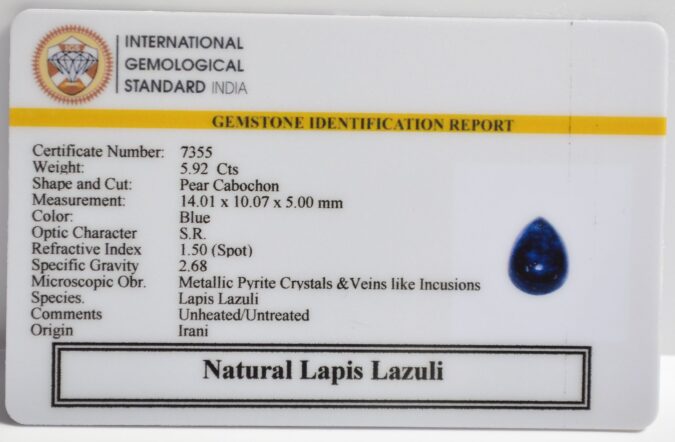 INTERNATIONAL
GEMOLOGICAL
STANDARD INDIA
GEMSTONE IDENTIFICATION REPORT
Certificate Number: 7355
Weight: 5.92 Cts
Shape and Cut: Pear Cabochon
Measurement: 14.01 x 10.07 x 5.00 mm
Color: Blue
Optic Character S.R.
Refractive Index 1.50 (Spot)
Specific Gravity 2.68
Microscopic Obr. Metallic Pyrite Crystals &Veins like Incusions
Species. Lapis Lazuli
Comments Unheated/Untreated
Origin Irani
Natural Lapis Lazuli